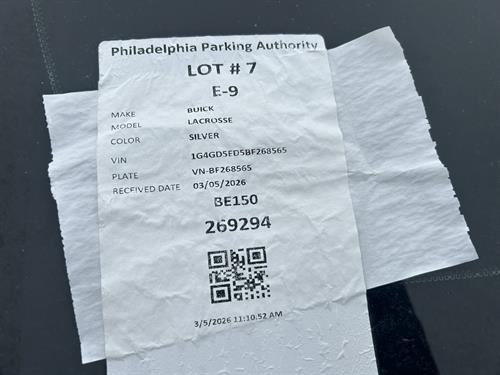 Philadelphia Parking Authority
LOT # 7
E-9
MAKE BUICK
MODEL LACROSSE
COLOR SILVER
VIN 1G4GD5ED5BF268565
PLATE VN-BF268565
RECEIVED DATE 03/05/2026
BE150
269294
3/5/2026 11:10:52 AM